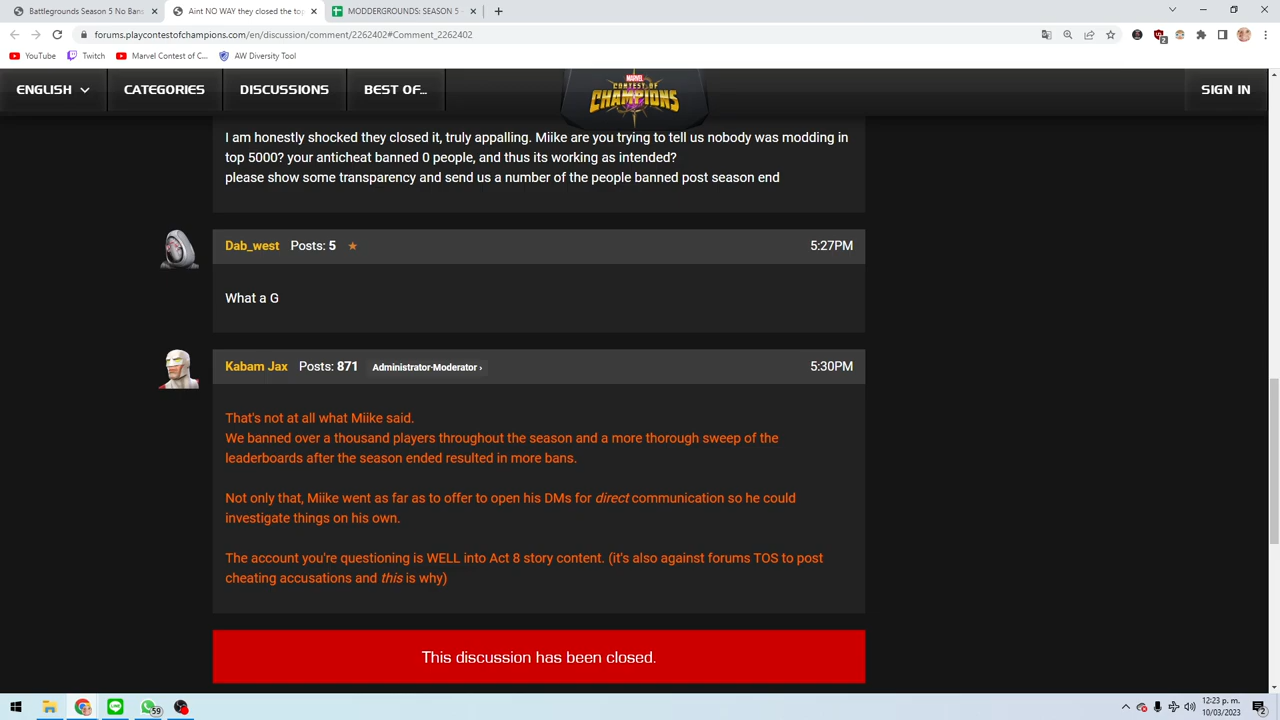 Battlegrounds Season 5 No Bans
Aint NO WAY they closed the top
MODDERGROUNDS: SEASON 5 -
forums.playcontestofchampions.com/en/discussion/comment/2262402#Comment_2262402
YouTube
Twitch
Marvel Contest of C...
AW Diversity Tool
ENGLISH
CATEGORIES
DISCUSSIONS
BEST OF...
MARVEL
CONTEST OF
CHAMPIONS
SIGN IN
I am honestly shocked they closed it, truly appalling. Miike are you trying to tell us nobody was modding in
top 5000? your anticheat banned 0 people, and thus its working as intended?
please show some transparency and send us a number of the people banned post season end
Dab_west Posts: 5 ★ 5:27PM
What a G
Kabam Jax Posts: 871 Administrator·Moderator › 5:30PM
That's not at all what Miike said.
We banned over a thousand players throughout the season and a more thorough sweep of the
leaderboards after the season ended resulted in more bans.
Not only that, Miike went as far as to offer to open his DMs for direct communication so he could
investigate things on his own.
The account you're questioning is WELL into Act 8 story content. (it's also against forums TOS to post
cheating accusations and this is why)
This discussion has been closed.
59
12:23 p. m.
10/03/2023
2